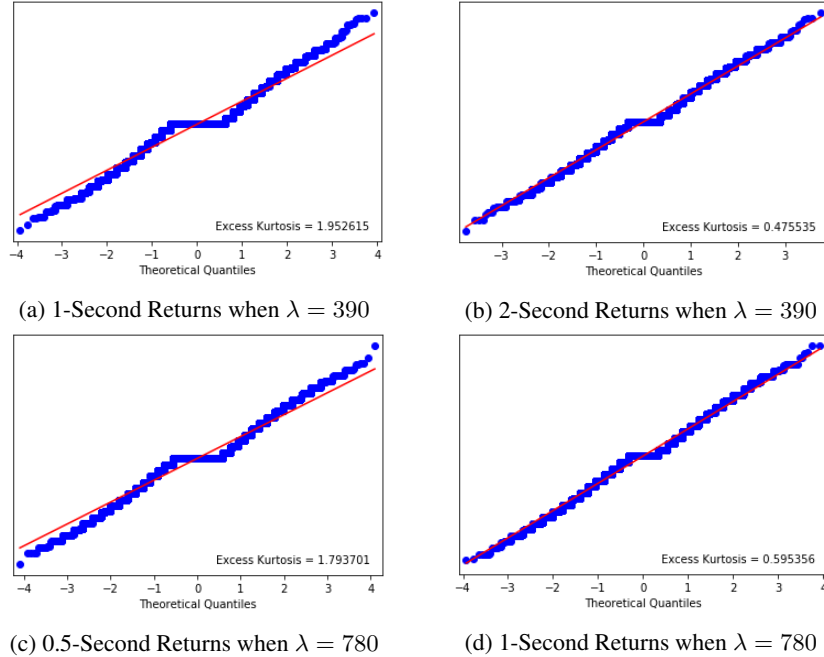 Excess Kurtosis = 1.952615
−4 −3 −2 −1 0 1 2 3 4
Theoretical Quantiles
(a) 1-Second Returns when λ = 390
Excess Kurtosis = 0.475535
−3 −2 −1 0 1 2 3
Theoretical Quantiles
(b) 2-Second Returns when λ = 390
Excess Kurtosis = 1.793701
−4 −3 −2 −1 0 1 2 3 4
Theoretical Quantiles
(c) 0.5-Second Returns when λ = 780
Excess Kurtosis = 0.595356
−4 −3 −2 −1 0 1 2 3 4
Theoretical Quantiles
(d) 1-Second Returns when λ = 780